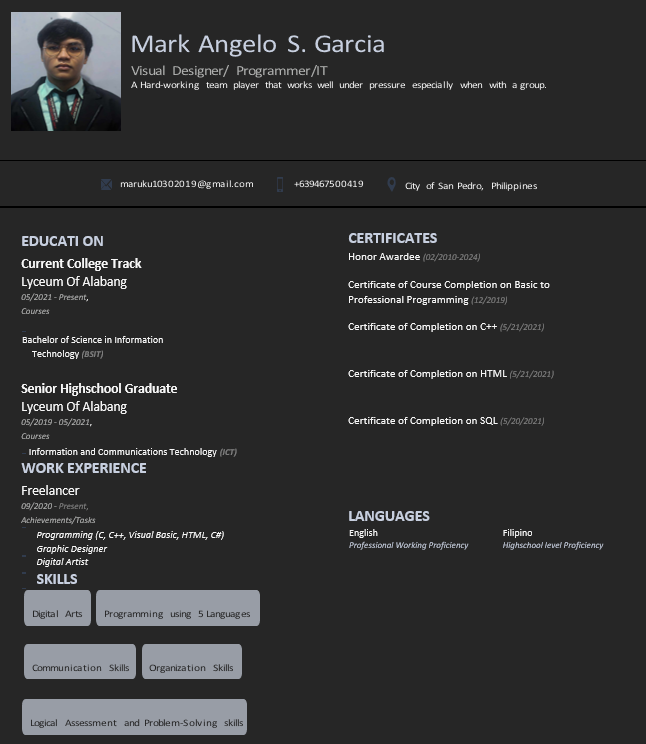 Mark Angelo S. Garcia
Visual Designer/ Programmer/IT
A Hard-working team player that works well under pressure especially when with a group.
maruku10302019@gmail.com
+639467500419
City of San Pedro, Philippines
EDUCATI ON
Current College Track
Lyceum Of Alabang
05/2021 - Present,
Courses
Bachelor of Science in Information
Technology (BSIT)
Senior Highschool Graduate
Lyceum Of Alabang
05/2019 - 05/2021,
Courses
Information and Communications Technology (ICT)
WORK EXPERIENCE
Freelancer
09/2020 - Present,
Achievements/Tasks
Programming (C, C++, Visual Basic, HTML, C#)
Graphic Designer
Digital Artist
SKILLS
Digital Arts
Programming using 5 Languages
Communication Skills
Organization Skills
Logical Assessment and Problem-Solving skills
CERTIFICATES
Honor Awardee (02/2010-2024)
Certificate of Course Completion on Basic to
Professional Programming (12/2019)
Certificate of Completion on C++ (5/21/2021)
Certificate of Completion on HTML (5/21/2021)
Certificate of Completion on SQL (5/20/2021)
LANGUAGES
English
Professional Working Proficiency
Filipino
Highschool level Proficiency